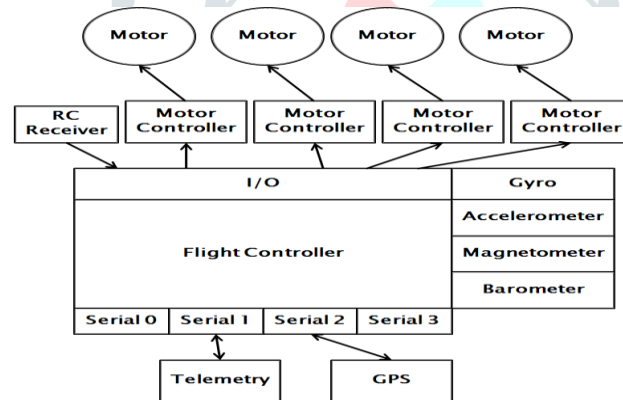 Motor Motor Motor Motor
RC Receiver
Motor Controller
Motor Controller
Motor Controller
Motor Controller
I/O
Gyro
Accelerometer
Flight Controller
Magnetometer
Barometer
Serial 0 Serial 1 Serial 2 Serial 3
Telemetry
GPS